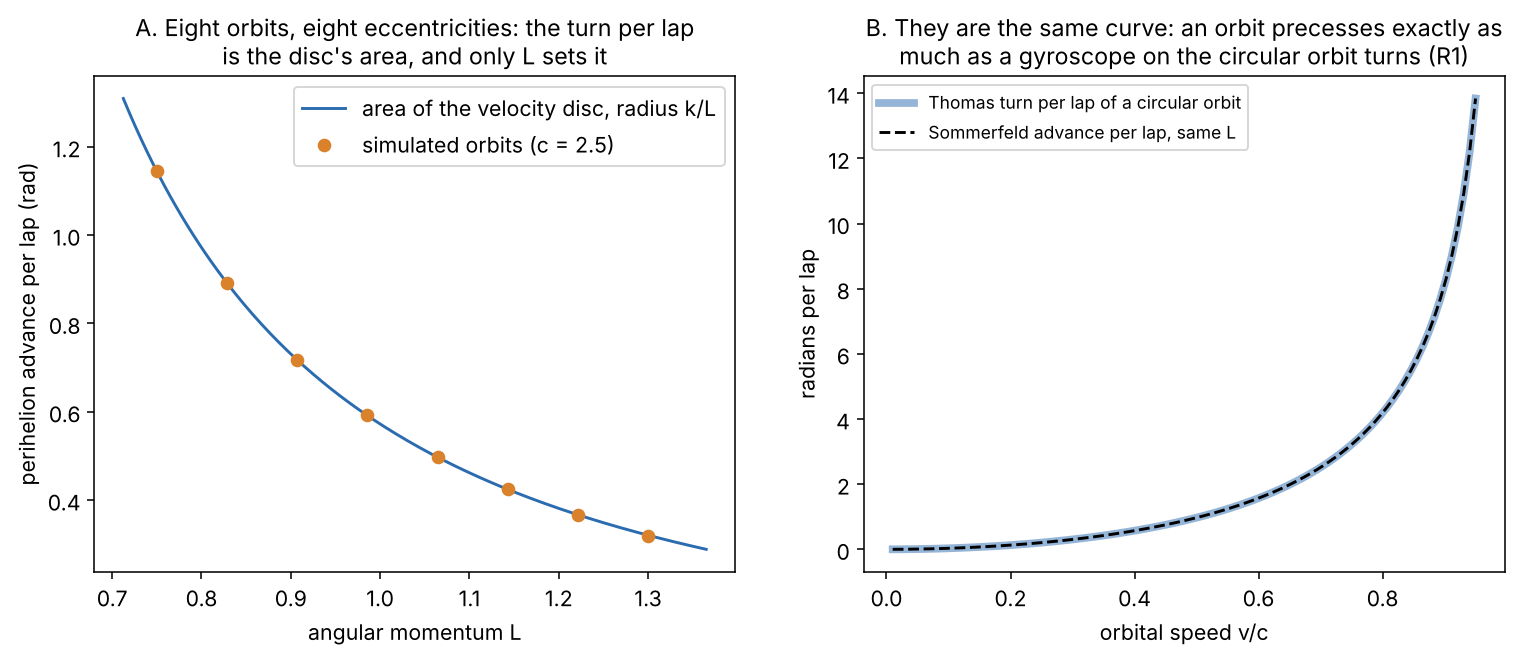 A. Eight orbits, eight eccentricities: the turn per lap
is the disc's area, and only L sets it
area of the velocity disc, radius k/L
simulated orbits (c = 2.5)
perihelion advance per lap (rad)
1.2
1.0
0.8
0.6
0.4
0.7 0.8 0.9 1.0 1.1 1.2 1.3
angular momentum L
B. They are the same curve: an orbit precesses exactly as
much as a gyroscope on the circular orbit turns (R1)
Thomas turn per lap of a circular orbit
Sommerfeld advance per lap, same L
radians per lap
14
12
10
8
6
4
2
0
0.0 0.2 0.4 0.6 0.8
orbital speed v/c